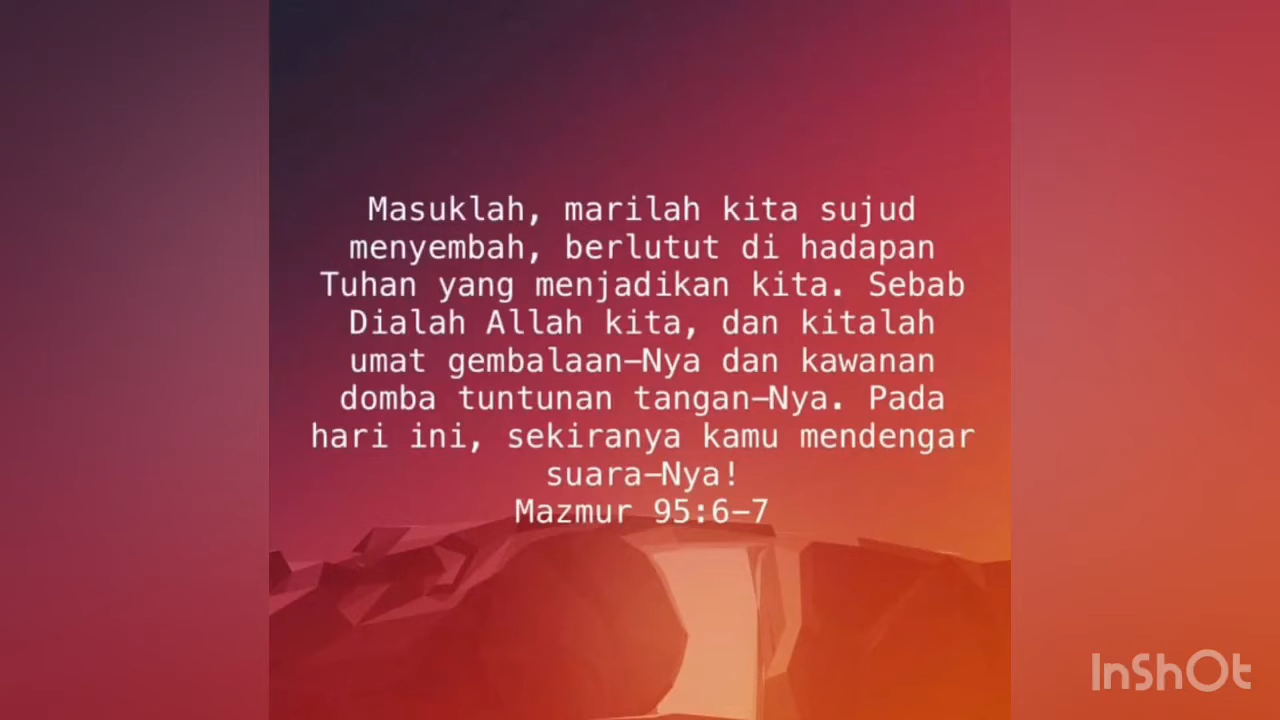 Masuklah, marilah kita sujud
menyembah, berlutut di hadapan
Tuhan yang menjadikan kita. Sebab
Dialah Allah kita, dan kitalah
umat gembalaan-Nya dan kawanan
domba tuntunan tangan-Nya. Pada
hari ini, sekiranya kamu mendengar
suara-Nya!
Mazmur 95:6-7
InShOt